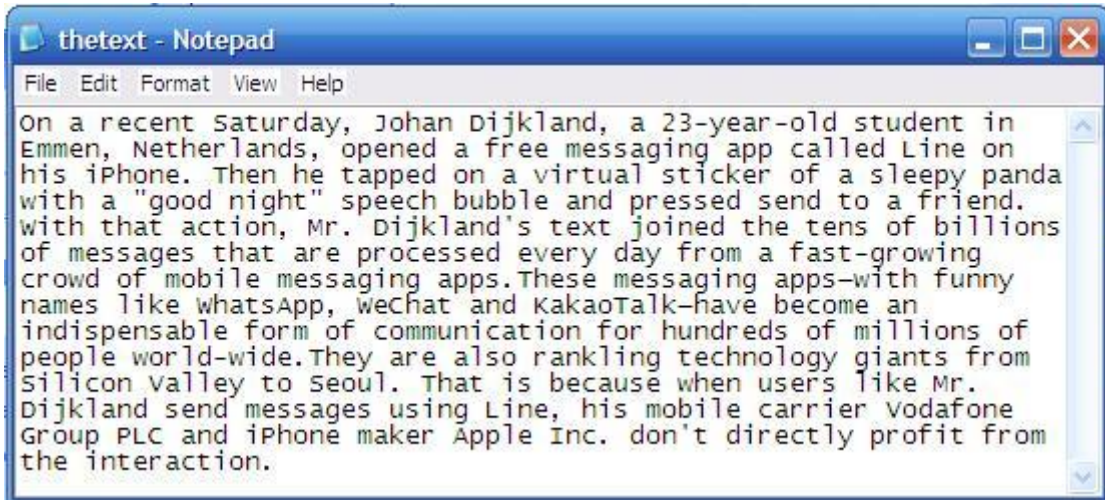 thetext - Notepad
File Edit Format View Help
On a recent Saturday, Johan Dijkland, a 23-year-old student in
Emmen, Netherlands, opened a free messaging app called Line on
his iPhone. Then he tapped on a virtual sticker of a sleepy panda
with a "good night" speech bubble and pressed send to a friend.
With that action, Mr. Dijkland's text joined the tens of billions
of messages that are processed every day from a fast-growing
crowd of mobile messaging apps.These messaging apps—with funny
names like WhatsApp, WeChat and KakaoTalk—have become an
indispensable form of communication for hundreds of millions of
people world-wide.They are also rankling technology giants from
Silicon Valley to Seoul. That is because when users like Mr.
Dijkland send messages using Line, his mobile carrier Vodafone
Group PLC and iPhone maker Apple Inc. don't directly profit from
the interaction.